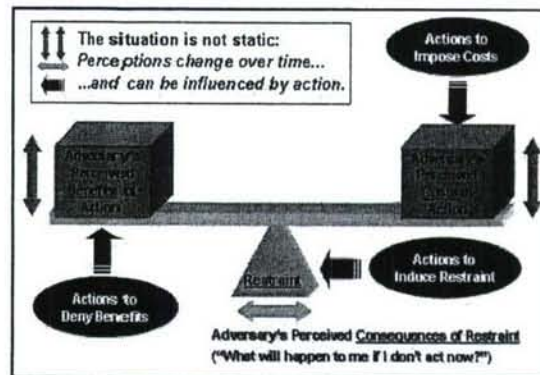 The situation is not static:
Perceptions change over time...
...and can be influenced by action.
Actions to
Impose Costs
Adversary's
Perceived
Benefits of
Action
Adversary's
Perceived
Action
Restraint
Actions to
Induce Restraint
Actions to
Deny Benefits
Adversary's Perceived Consequences of Restraint
("What will happen to me if I don't act now?")